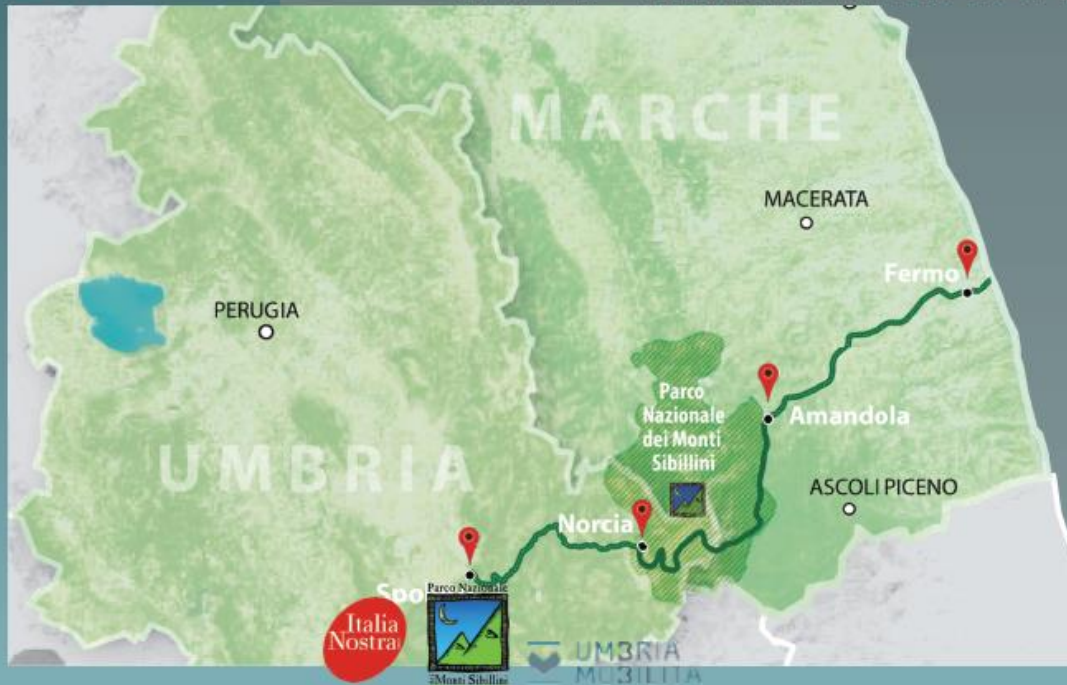 MARCHE
MACERATA
Fermo
PERUGIA
Parco
Nazionale
dei Monti
Sibillini
Amandola
UMBRIA
ASCOLI PICENO
Norcia
Spo
Parco Nazionale
Italia
Nostra
Monti Sibillini
UMBRIA
MOBILITA